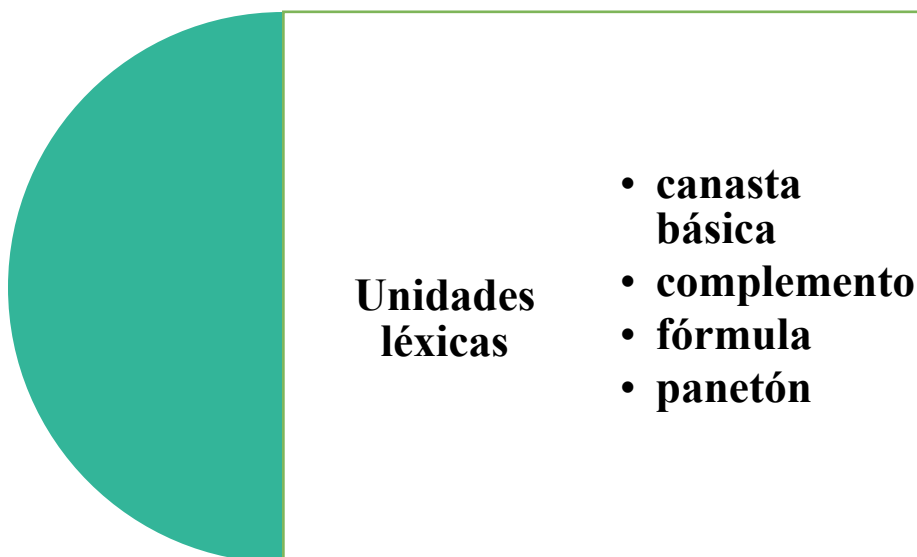 Unidades
léxicas
• canasta
básica
• complemento
• fórmula
• panetón